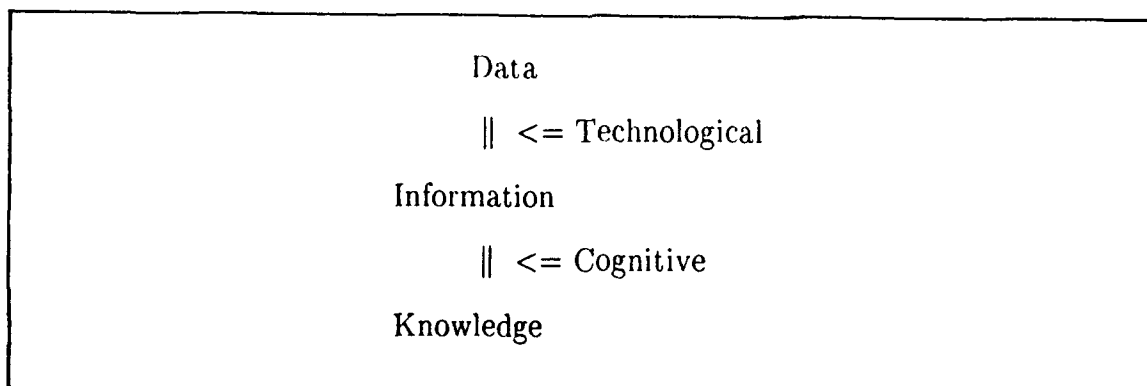 Data
|| <= Technological
Information
|| <= Cognitive
Knowledge